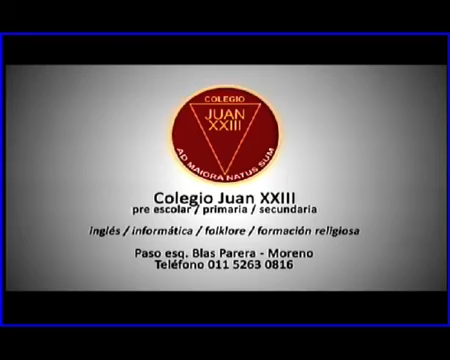 COLEGIO
JUAN
XXIII
AD MAIORA NATUS SUM
Colegio Juan XXIII
pre escolar / primaria / secundaria
inglés / informática / folklore / formación religiosa
Paso esq. Blas Parera - Moreno
Teléfono 011 5263 0816